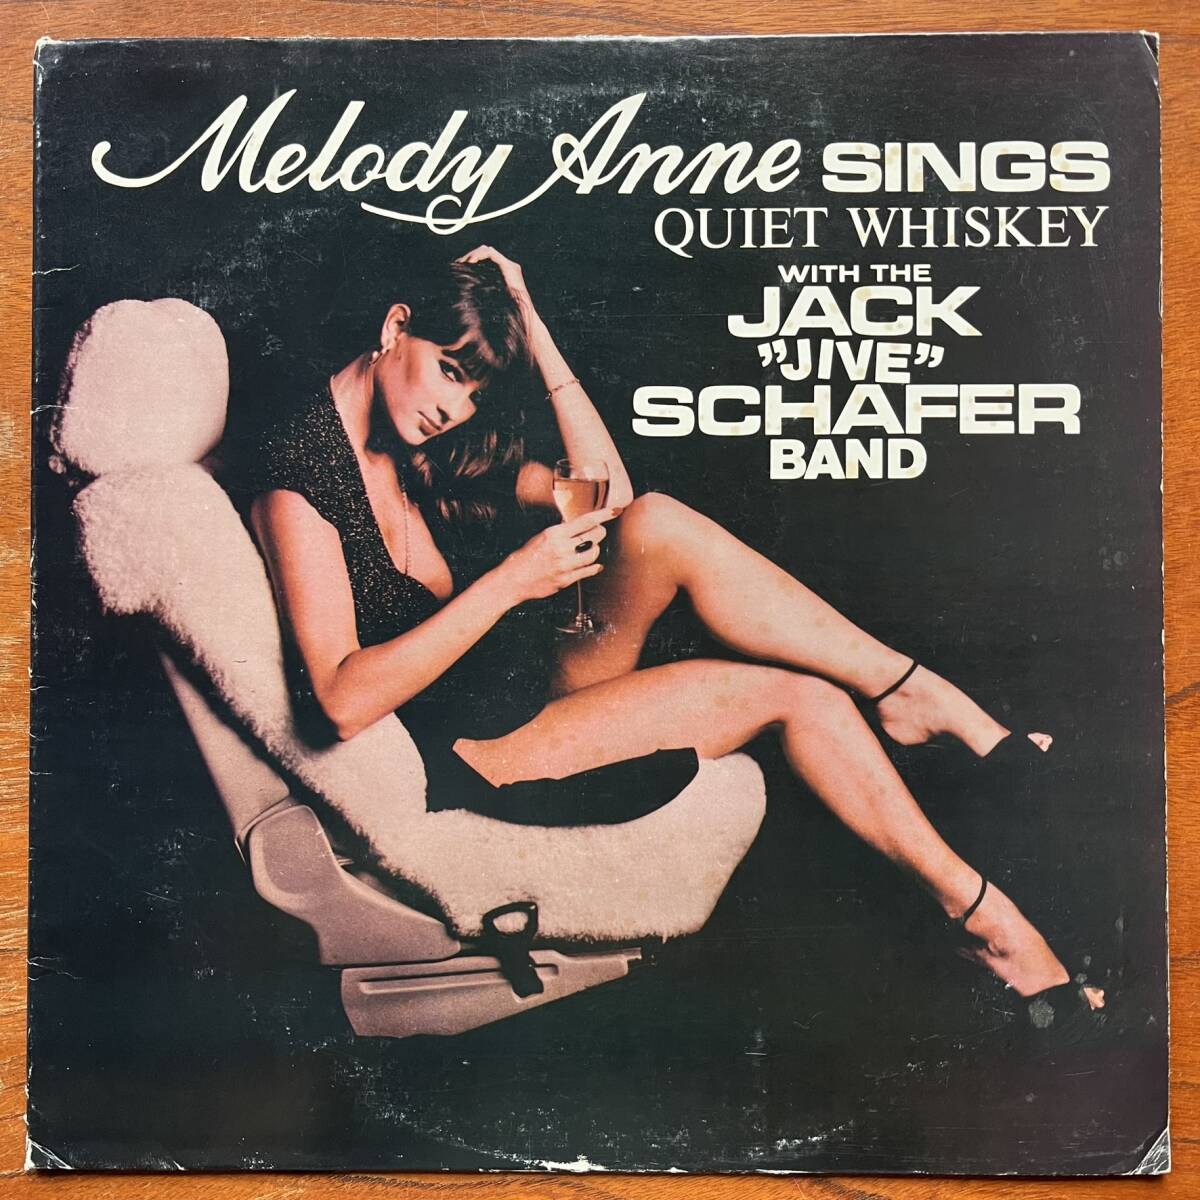 Melody Anne SINGS
QUIET WHISKEY
WITH THE
JACK
"JIVE"
SCHAFER
BAND